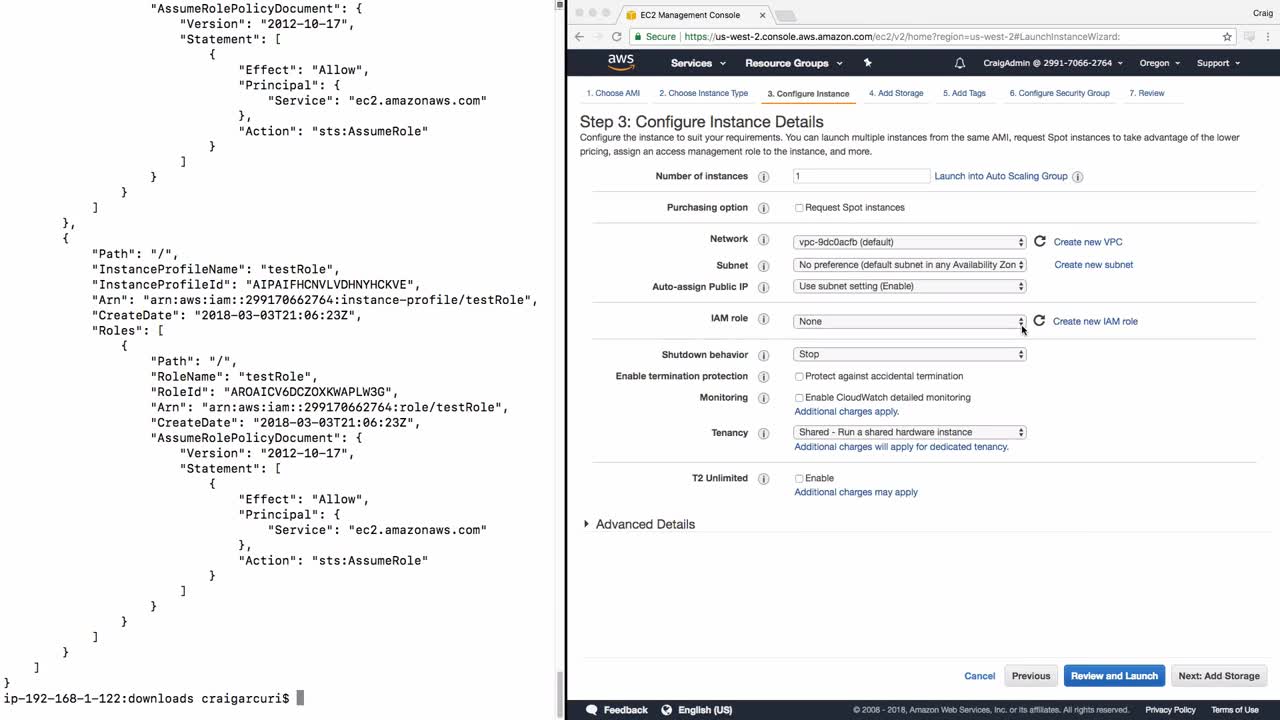 "AssumeRolePolicyDocument": {
"Version": "2012-10-17",
"Statement": [
{
"Effect": "Allow",
"Principal": {
"Service": "ec2.amazonaws.com"
},
"Action": "sts:AssumeRole"
}
]
}
}
]
},
{
"Path": "/",
"InstanceProfileName": "testRole",
"InstanceProfileId": "AIPAIFHCNVLVDHNYHCKVE",
"Arn": "arn:aws:iam::299170662764:instance-profile/testRole",
"CreateDate": "2018-03-03T21:06:23Z",
"Roles": [
{
"Path": "/",
"RoleName": "testRole",
"RoleId": "AROAICV6DCZOXKWAPLW3G",
"Arn": "arn:aws:iam::299170662764:role/testRole",
"CreateDate": "2018-03-03T21:06:23Z",
"AssumeRolePolicyDocument": {
"Version": "2012-10-17",
"Statement": [
{
"Effect": "Allow",
"Principal": {
"Service": "ec2.amazonaws.com"
},
"Action": "sts:AssumeRole"
}
]
}
}
]
}
]
}
ip-192-168-1-122:downloads craigarcuri$
EC2 Management Console
Craig
Secure https://us-west-2.console.aws.amazon.com/ec2/v2/home?region=us-west-2#LaunchInstanceWizard:
aws Services Resource Groups CraigAdmin @ 2991-7066-2764 Oregon Support
1. Choose AMI 2. Choose Instance Type 3. Configure Instance 4. Add Storage 5. Add Tags 6. Configure Security Group 7. Review
Step 3: Configure Instance Details
Configure the instance to suit your requirements. You can launch multiple instances from the same AMI, request Spot instances to take advantage of the lower
pricing, assign an access management role to the instance, and more.
Number of instances 1 Launch into Auto Scaling Group
Purchasing option Request Spot instances
Network vpc-9dc0acfb (default) Create new VPC
Subnet No preference (default subnet in any Availability Zon Create new subnet
Auto-assign Public IP Use subnet setting (Enable)
IAM role None Create new IAM role
Shutdown behavior Stop
Enable termination protection Protect against accidental termination
Monitoring Enable CloudWatch detailed monitoring
Additional charges apply.
Tenancy Shared - Run a shared hardware instance
Additional charges will apply for dedicated tenancy.
T2 Unlimited Enable
Additional charges may apply
Advanced Details
Cancel Previous Review and Launch Next: Add Storage
Feedback English (US) © 2008 - 2018, Amazon Web Services, Inc. or its affiliates. All rights reserved. Privacy Policy Terms of Use